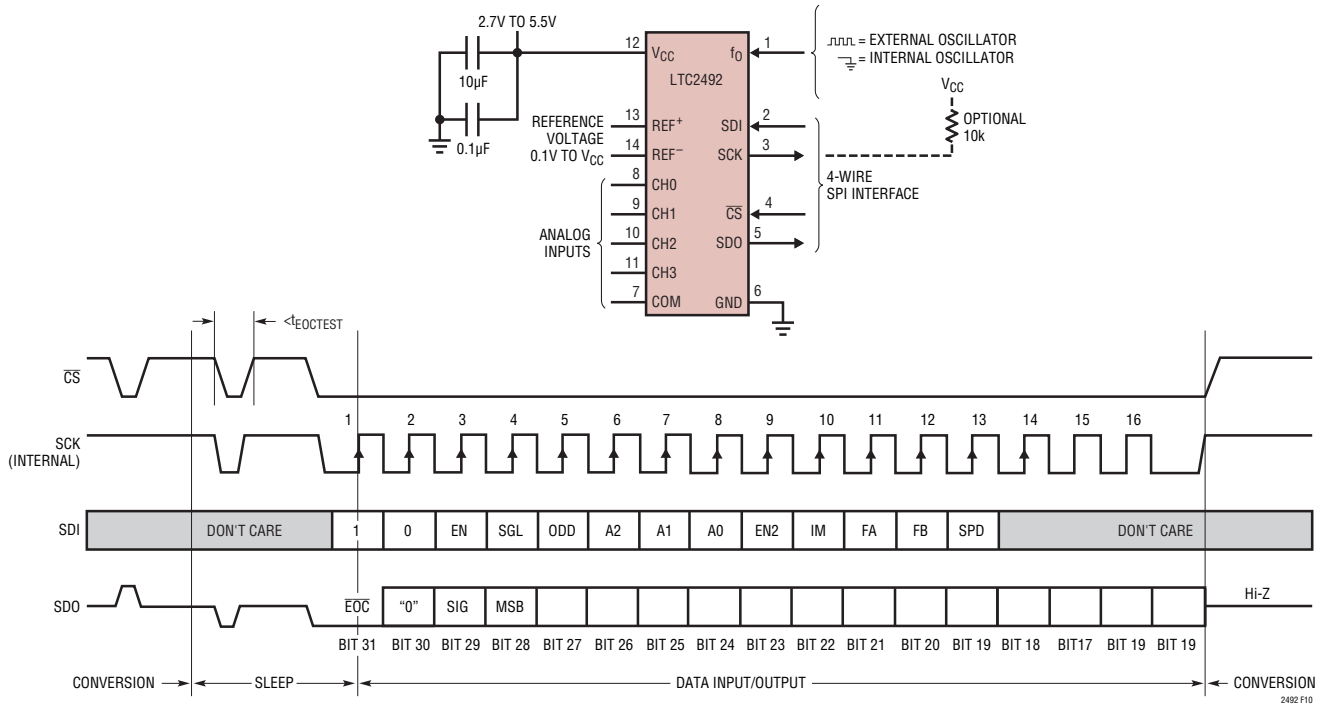 2.7V TO 5.5V
10µF
0.1µF
REFERENCE
VOLTAGE
0.1V TO VCC
ANALOG
INPUTS
12
13
14
8
9
10
11
7
VCC
REF+
REF−
CH0
CH1
CH2
CH3
COM
LTC2492
fO
SDI
SCK
CS
SDO
GND
1
2
3
4
5
6
= EXTERNAL OSCILLATOR
= INTERNAL OSCILLATOR
VCC
OPTIONAL
10k
4-WIRE
SPI INTERFACE
<tEOCTEST
CS
1 2 3 4 5 6 7 8 9 10 11 12 13 14 15 16
SCK
(INTERNAL)
SDI DON'T CARE 1 0 EN SGL ODD A2 A1 A0 EN2 IM FA FB SPD DON'T CARE
SDO EOC "0" SIG MSB Hi-Z
BIT 31 BIT 30 BIT 29 BIT 28 BIT 27 BIT 26 BIT 25 BIT 24 BIT 23 BIT 22 BIT 21 BIT 20 BIT 19 BIT 18 BIT17 BIT 19 BIT 19
CONVERSION SLEEP DATA INPUT/OUTPUT CONVERSION
2492 F10